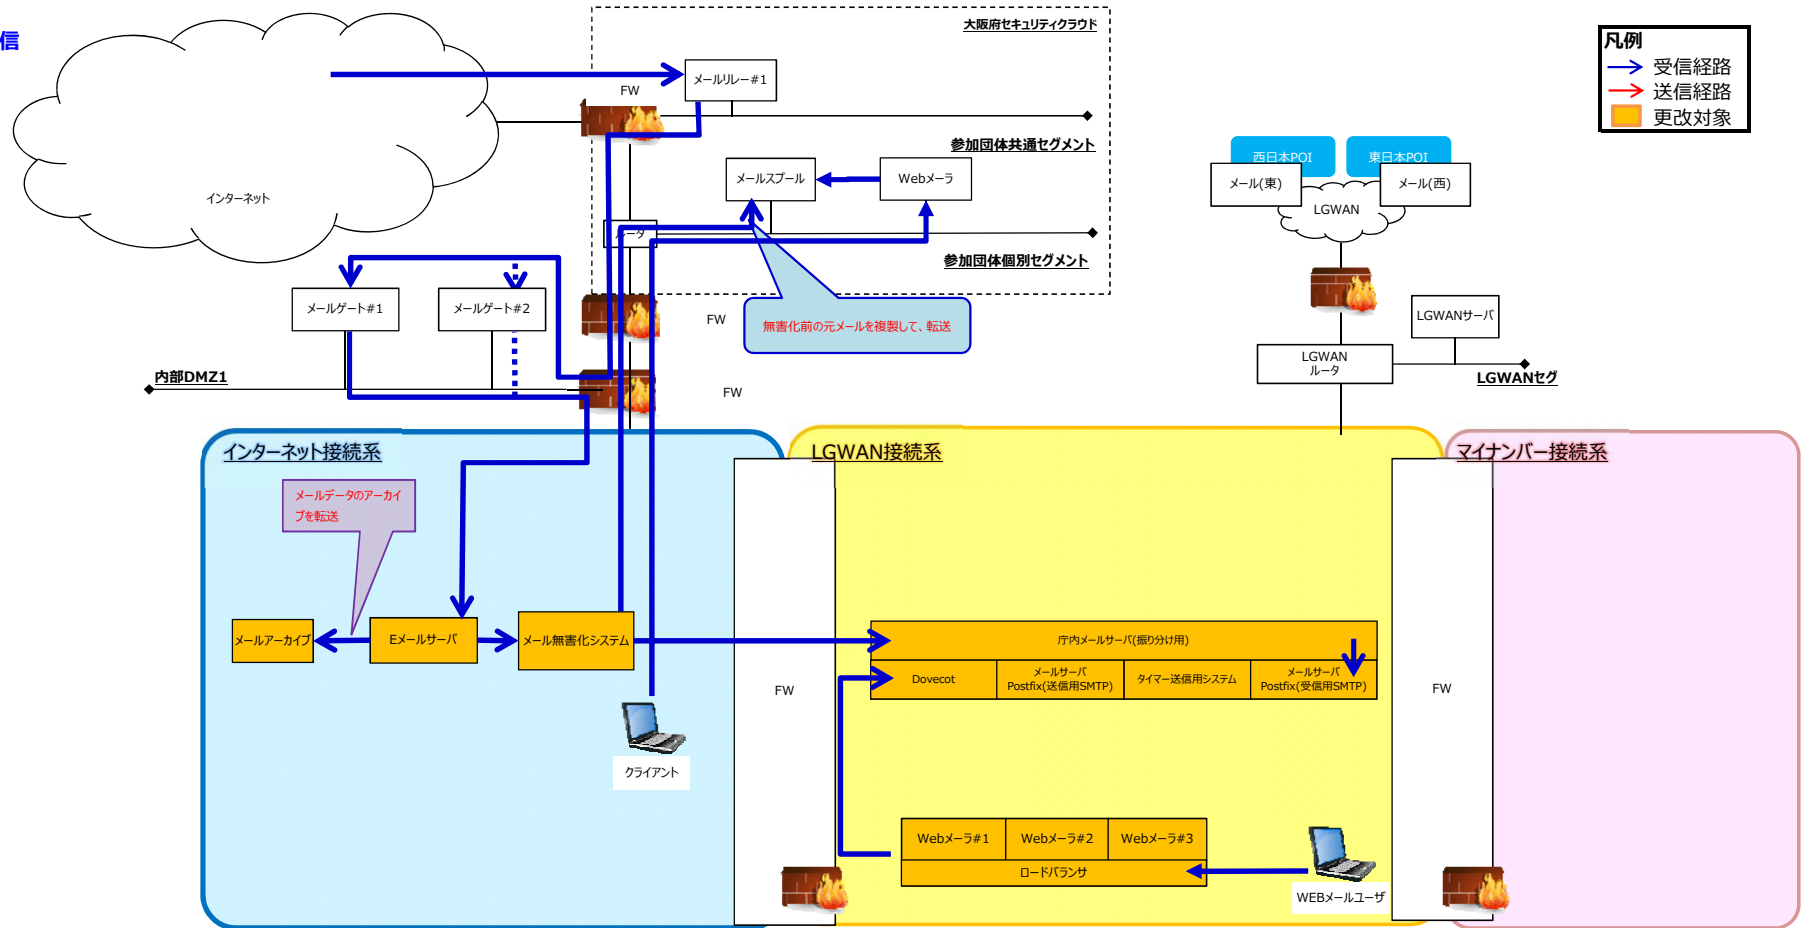 信
大阪府セキュリティクラウド
凡例
受信経路
送信経路
更改対象
メールリレー#1
FW
参加団体共通セグメント
メールスプール
Webメーラ
インターネット
ルータ
参加団体個別セグメント
西日本POI
東日本POI
メール(東)
メール(西)
LGWAN
メールゲート#1
メールゲート#2
FW
無害化前の元メールを複製して、転送
LGWANサーバ
LGWAN
ルータ
LGWANセグ
内部DMZ1
FW
インターネット接続系
LGWAN接続系
マイナンバー接続系
メールデータのアーカイ
ブを転送
メールアーカイブ
Eメールサーバ
メール無害化システム
庁内メールサーバ(振り分け用)
Dovecot
メールサーバ
Postfix(送信用SMTP)
タイマー送信用システム
メールサーバ
Postfix(受信用SMTP)
FW
FW
クライアント
Webメーラ#1
Webメーラ#2
Webメーラ#3
ロードバランサ
WEBメールユーザ